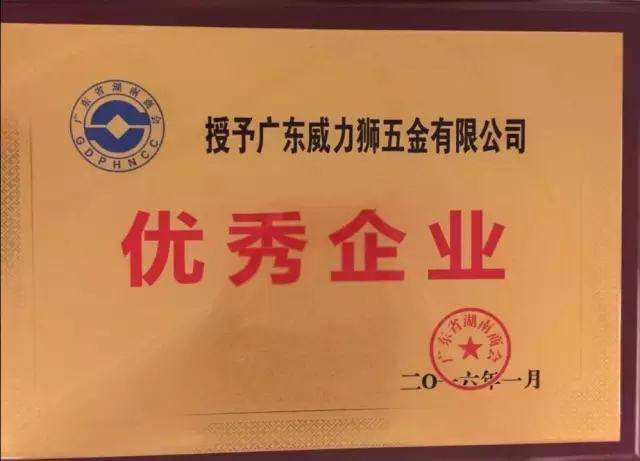 广东省湖南商会
GDPHNCC
授予广东威力狮五金有限公司
优秀企业
广东省湖南商会
二〇一六年一月